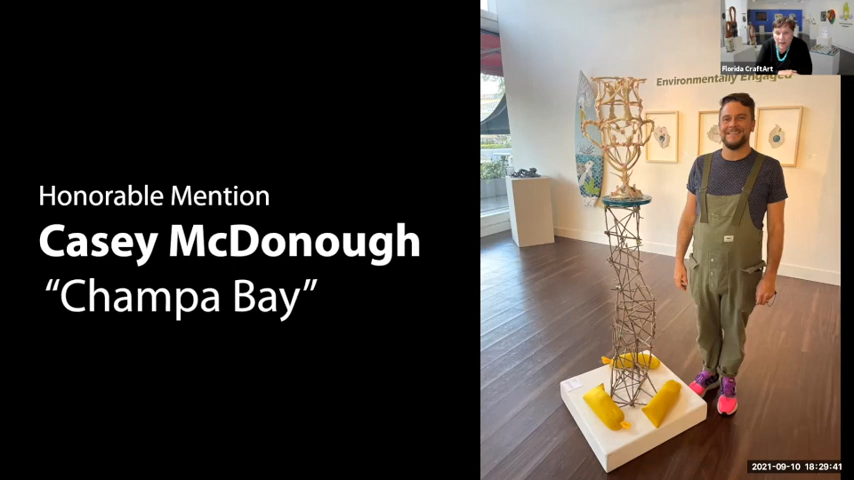 Honorable Mention
Casey McDonough
“Champa Bay”
Florida CraftArt
Environmentally Engaged
2021-09-10 18:29:41